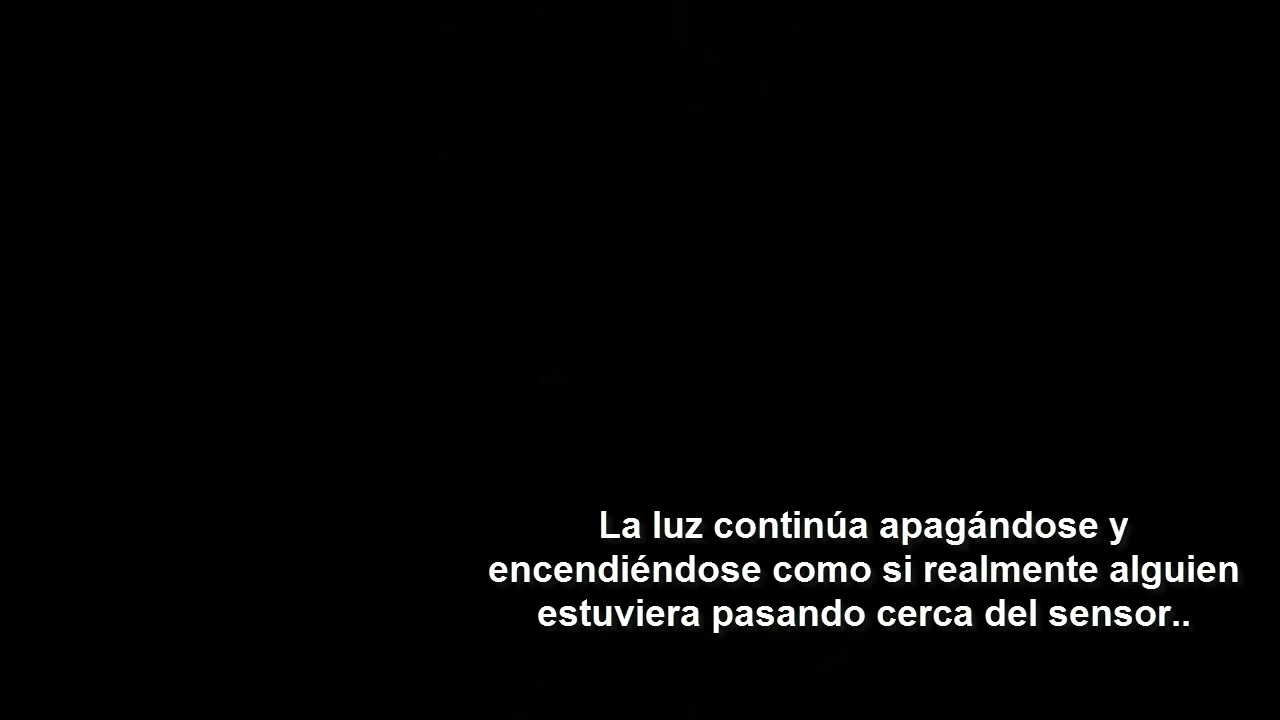 La luz continúa apagándose y
encendiéndose como si realmente alguien
estuviera pasando cerca del sensor..